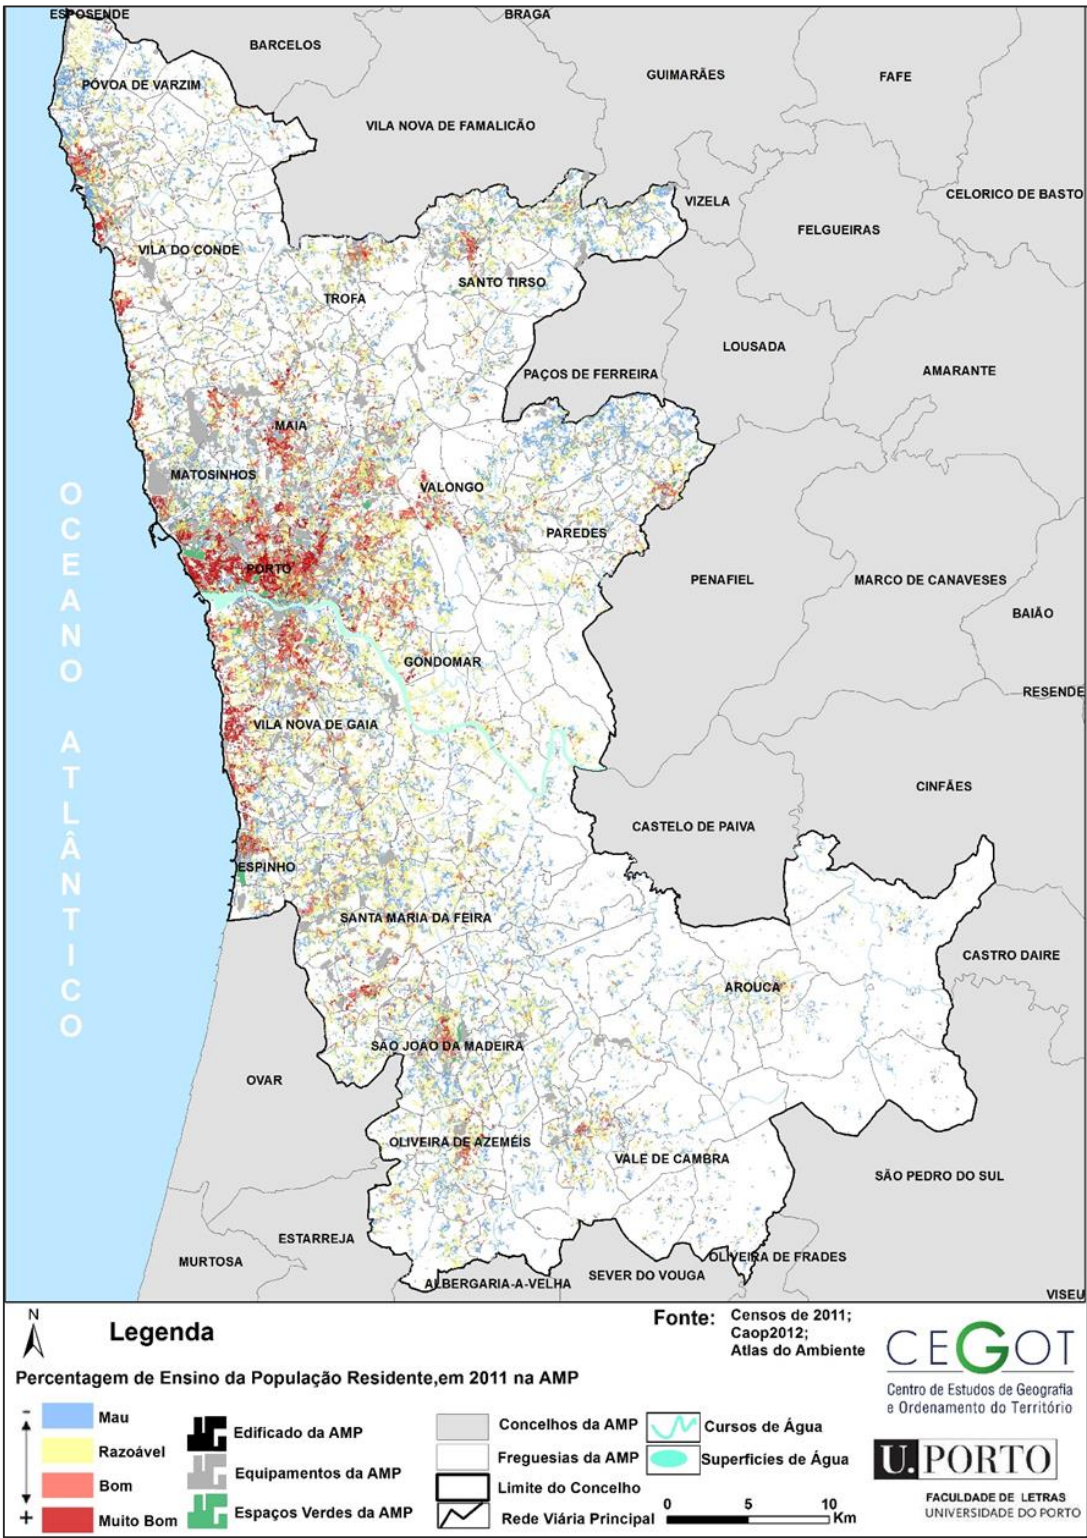 ESPOSENDE
BRAGA
BARCELOS
GUIMARÃES
FAFE
PÓVOA DE VARZIM
VILA NOVA DE FAMALICÃO
VIZELA
CELORICO DE BASTO
FELGUEIRAS
VILA DO CONDE
SANTO TIRSO
TROFA
LOUSADA
PAÇOS DE FERREIRA
AMARANTE
MAIA
MATOSINHOS
VALONGO
PAREDES
PORTO
PENAFIEL
MARCO DE CANAVESES
BAIÃO
GONDOMAR
RESENDE
VILA NOVA DE GAIA
CINFÃES
CASTELO DE PAIVA
ESPINHO
SANTA MARIA DA FEIRA
CASTRO DAIRE
AROUCA
SÃO JOÃO DA MADEIRA
OVAR
OLIVEIRA DE AZEMÉIS
VALE DE CAMBRA
SÃO PEDRO DO SUL
ESTARREJA
MURTOSA
OLIVEIRA DE FRADES
SEVER DO VOUGA
ALBERGARIA-A-VELHA
VISEU
OCEANO ATLÂNTICO
N
Legenda
Percentagem de Ensino da População Residente,em 2011 na AMP
-
Mau
Razoável
Bom
+
Muito Bom
Edificado da AMP
Equipamentos da AMP
Espaços Verdes da AMP
Concelhos da AMP
Freguesias da AMP
Limite do Concelho
Rede Viária Principal
Cursos de Água
Superfícies de Água
0 5 10
Km
Fonte: Censos de 2011;
Caop2012;
Atlas do Ambiente
CEGOT
Centro de Estudos de Geografia
e Ordenamento do Território
U. PORTO
FACULDADE DE LETRAS
UNIVERSIDADE DO PORTO